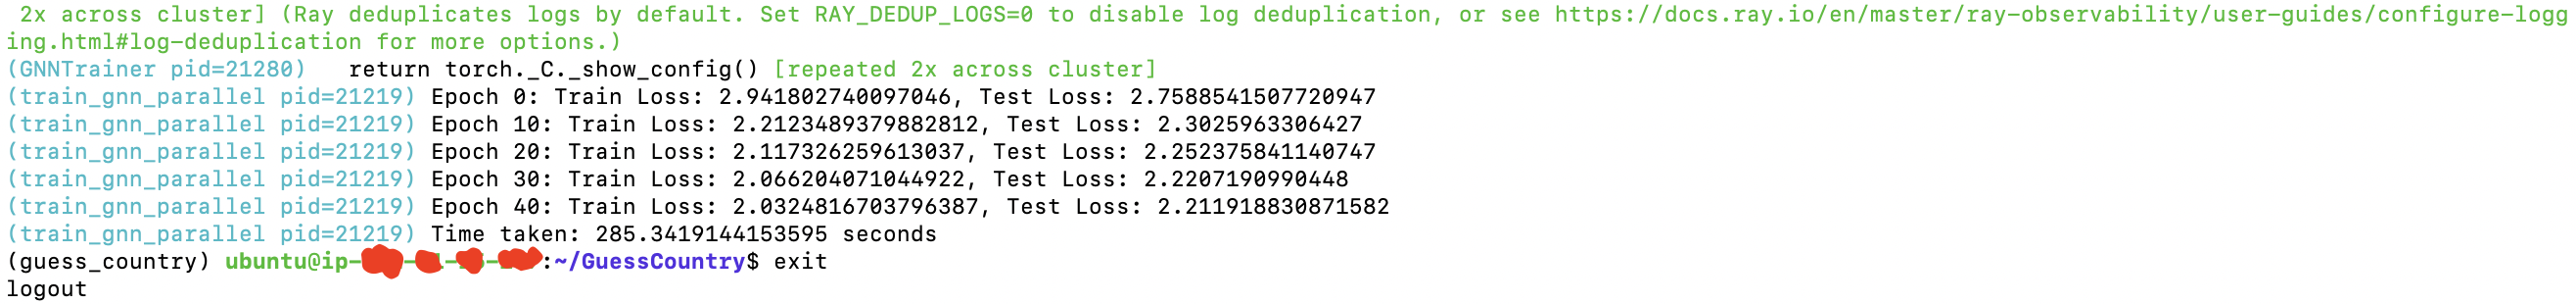 2x across cluster] (Ray deduplicates logs by default. Set RAY_DEDUP_LOGS=0 to disable log deduplication, or see https://docs.ray.io/en/master/ray-observability/user-guides/configure-logg
ing.html#log-deduplication for more options.)
(GNNTrainer pid=21280)   return torch._C._show_config() [repeated 2x across cluster]
(train_gnn_parallel pid=21219) Epoch 0: Train Loss: 2.941802740097046, Test Loss: 2.7588541507720947
(train_gnn_parallel pid=21219) Epoch 10: Train Loss: 2.2123489379882812, Test Loss: 2.3025963306427
(train_gnn_parallel pid=21219) Epoch 20: Train Loss: 2.117326259613037, Test Loss: 2.252375841140747
(train_gnn_parallel pid=21219) Epoch 30: Train Loss: 2.066204071044922, Test Loss: 2.2207190990448
(train_gnn_parallel pid=21219) Epoch 40: Train Loss: 2.0324816703796387, Test Loss: 2.211918830871582
(train_gnn_parallel pid=21219) Time taken: 285.3419144153595 seconds
(guess_country) ubuntu@ip-:~/GuessCountry$ exit
logout